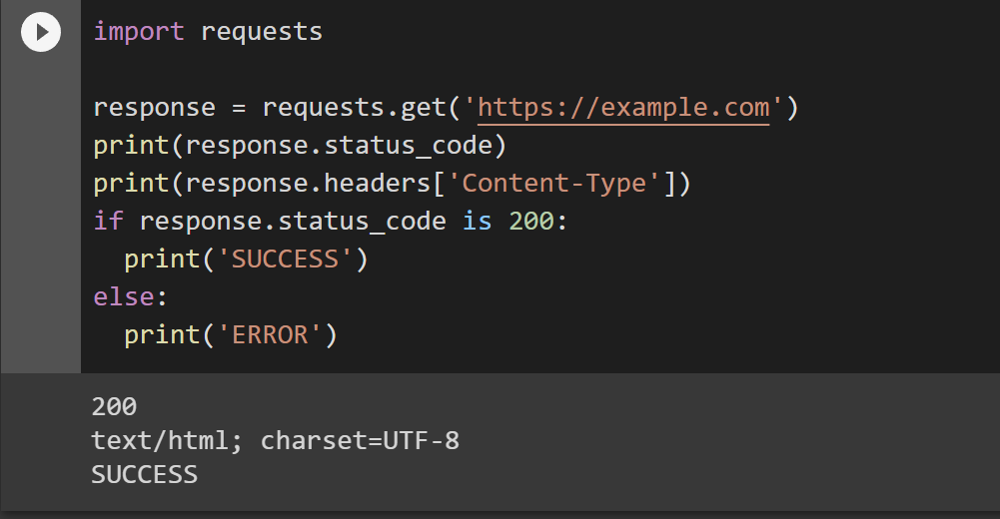 import requests

response = requests.get('https://example.com')
print(response.status_code)
print(response.headers['Content-Type'])
if response.status_code is 200:
  print('SUCCESS')
else:
  print('ERROR')
200
text/html; charset=UTF-8
SUCCESS